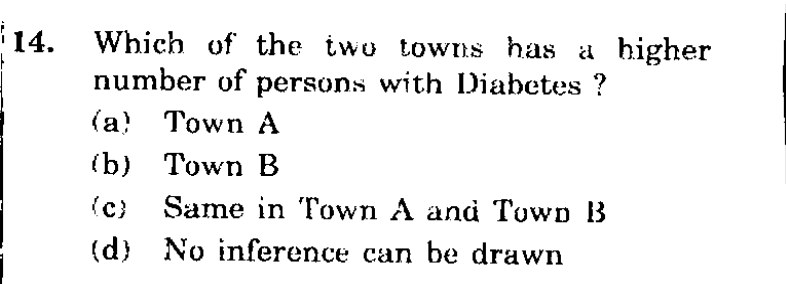 14. Which of the two towns has a higher
number of persons with Diabetes ?
(a) Town A
(b) Town B
(c) Same in Town A and Town B
(d) No inference can be drawn